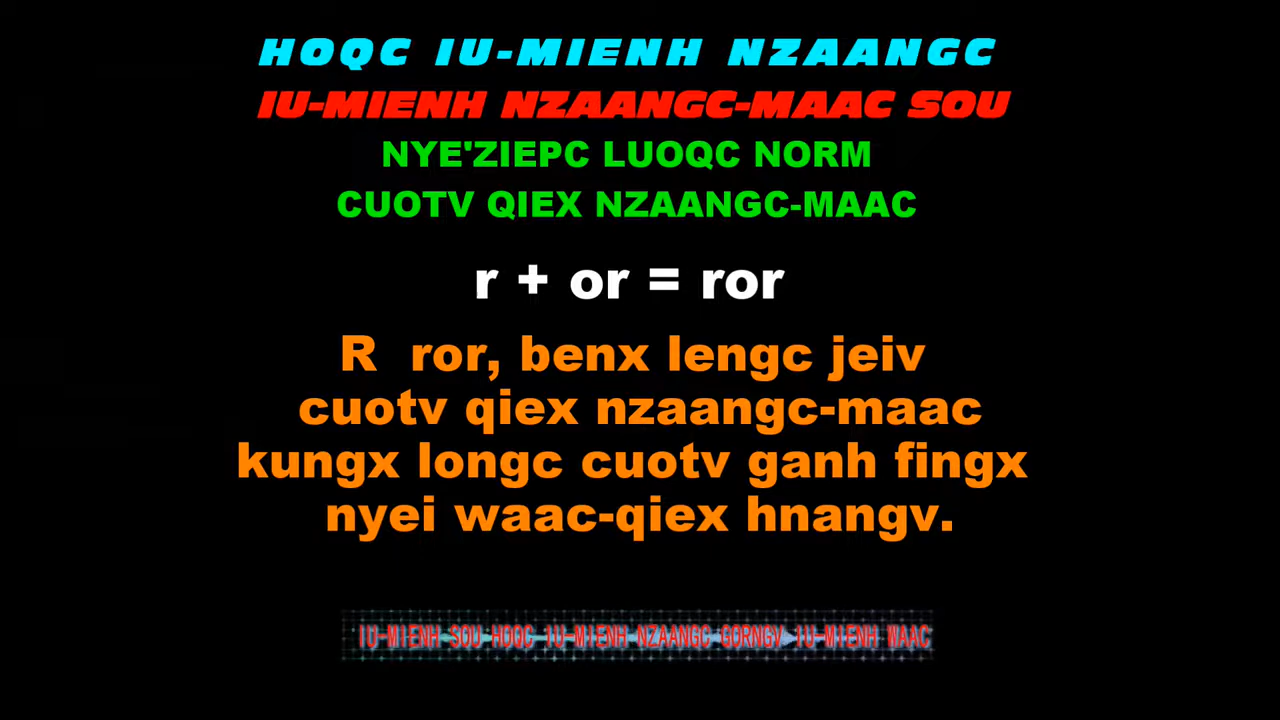 HOQC IU-MIENH NZAANGC
IU-MIENH NZAANGC-MAAC SOU
NYE'ZIEPC LUOQC NORM
CUOTV QIEX NZAANGC-MAAC
r + or = ror
R ror, benx lengc jeiv
cuotv qiex nzaangc-maac
kungx longc cuotv ganh fingx
nyei waac-qiex hnangv.
IU-MIENH SOU HOQC IU-MIENH NZAANGC GORNGV IU-MIENH WAAC